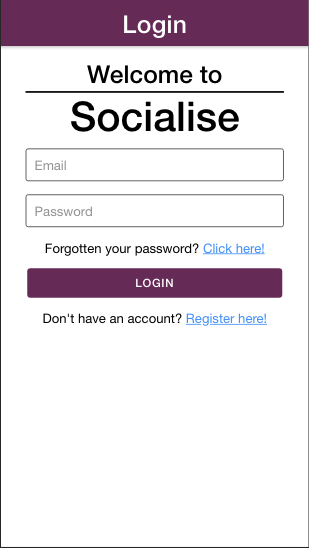 Login
Welcome to
Socialise
Email
Password
Forgotten your password? Click here!
LOGIN
Don't have an account? Register here!